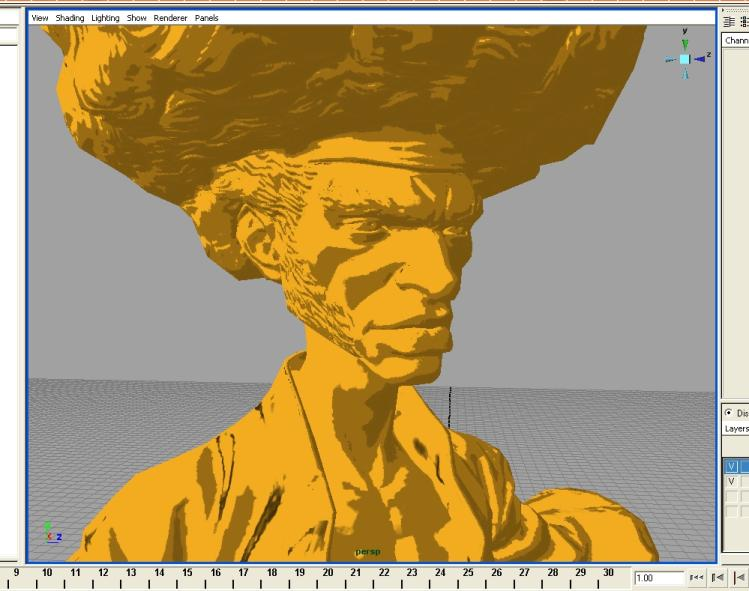 View Shading Lighting Show Renderer Panels
y
z
Chann
Dis
Layers
V
V
x z
persp
9 10 11 12 13 14 15 16 17 18 19 20 21 22 23 24 25 26 27 28 29 30
1.00